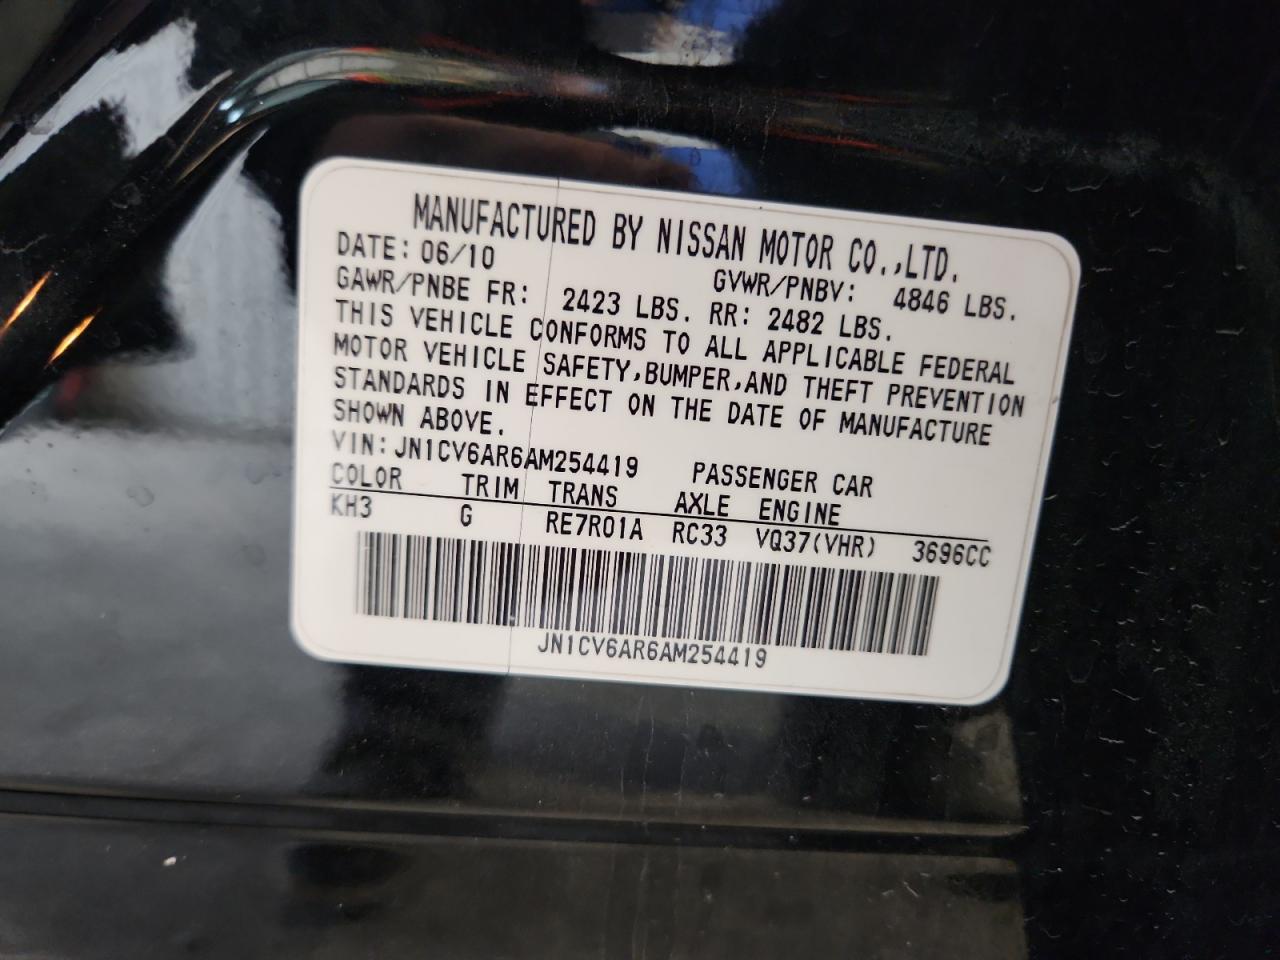 MANUFACTURED BY NISSAN MOTOR CO.,LTD.
DATE: 06/10 GVWR/PNBV: 4846 LBS.
GAWR/PNBE FR: 2423 LBS. RR: 2482 LBS.
THIS VEHICLE CONFORMS TO ALL APPLICABLE FEDERAL
MOTOR VEHICLE SAFETY,BUMPER,AND THEFT PREVENTION
STANDARDS IN EFFECT ON THE DATE OF MANUFACTURE
SHOWN ABOVE.
VIN: JN1CV6AR6AM254419 PASSENGER CAR
COLOR TRIM TRANS AXLE ENGINE
KH3 G RE7R01A RC33 VQ37(VHR) 3696CC
JN1CV6AR6AM254419